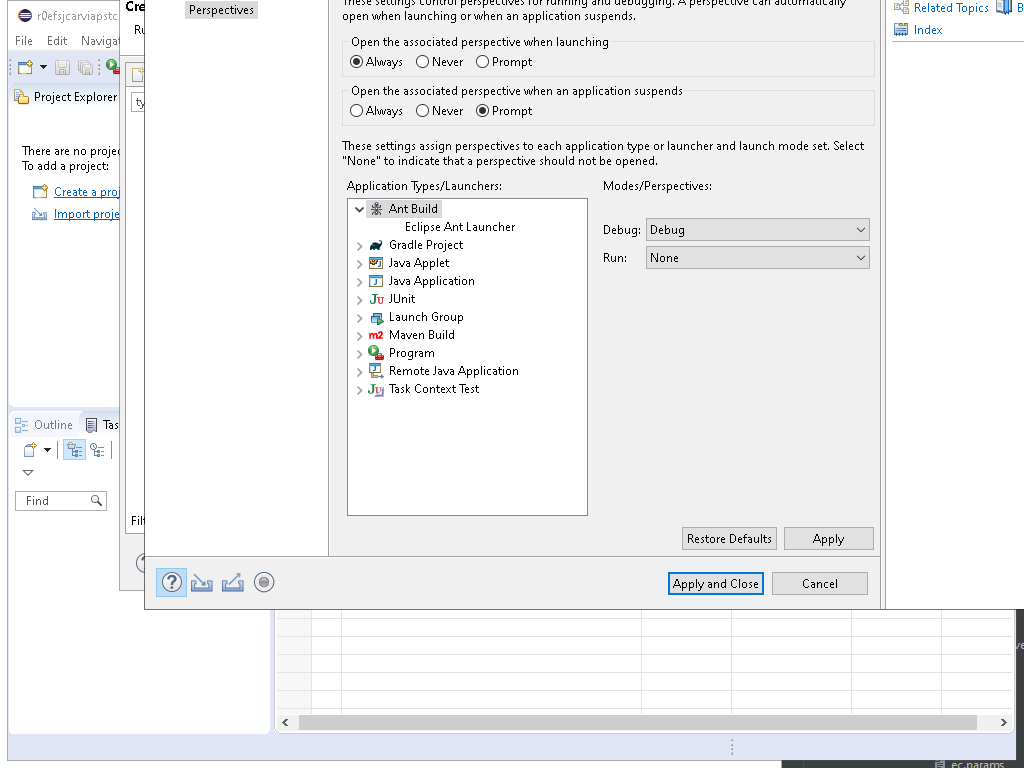 r0efsjcarviapstc
Cre
Perspectives
These settings control perspectives for running and debugging. A perspective can automatically
open when launching or when an application suspends.
Related Topics
B
Index
File Edit Naviga
Ru
Open the associated perspective when launching
Always Never Prompt
Open the associated perspective when an application suspends
Always Never Prompt
Project Explorer
ty
There are no proje
To add a project:
Create a proj
Import proje
These settings assign perspectives to each application type or launcher and launch mode set. Select
"None" to indicate that a perspective should not be opened.
Application Types/Launchers:
Modes/Perspectives:
Ant Build
Eclipse Ant Launcher
Gradle Project
Java Applet
Java Application
JUnit
Launch Group
m2 Maven Build
Program
Remote Java Application
Task Context Test
Debug: Debug
Run: None
Outline
Tas
Find
Filt
Restore Defaults
Apply
Apply and Close
Cancel
ve
ec.params